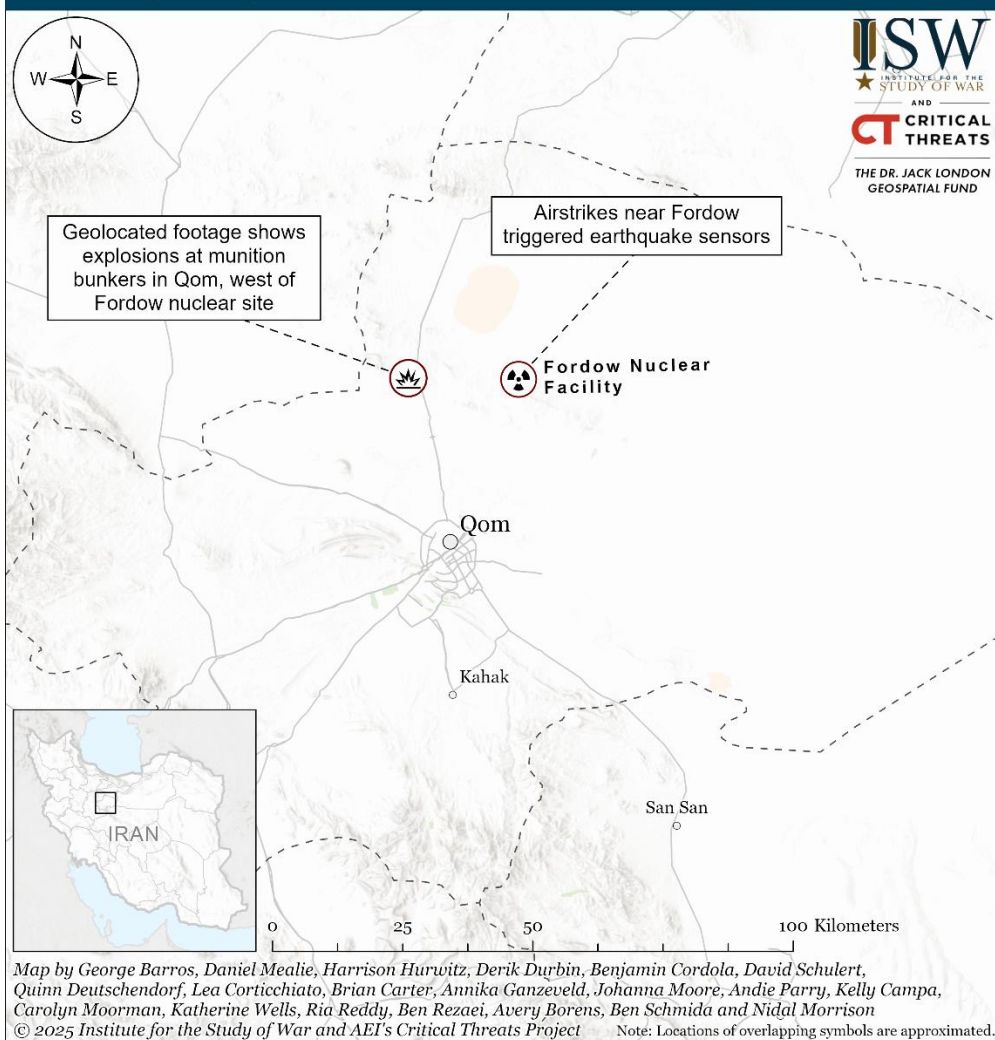 N
W
E
S
ISW
INSTITUTE FOR THE
STUDY OF WAR
AND
CT CRITICAL
THREATS
THE DR. JACK LONDON
GEOSPATIAL FUND
Geolocated footage shows
explosions at munition
bunkers in Qom, west of
Fordow nuclear site
Airstrikes near Fordow
triggered earthquake sensors
Fordow Nuclear
Facility
Qom
Kahak
San San
IRAN
0 25 50 100 Kilometers
Map by George Barros, Daniel Mealie, Harrison Hurwitz, Derik Durbin, Benjamin Cordola, David Schulert,
Quinn Deutschendorf, Lea Corticchiato, Brian Carter, Annika Ganzeveld, Johanna Moore, Andie Parry, Kelly Campa,
Carolyn Moorman, Katherine Wells, Ria Reddy, Ben Rezaei, Avery Borens, Ben Schmida and Nidal Morrison
© 2025 Institute for the Study of War and AEI's Critical Threats Project Note: Locations of overlapping symbols are approximated.